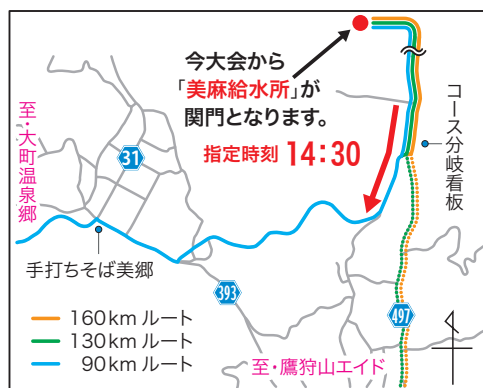 今大会から
「美麻給水所」が
関門となります。
指定時刻 14:30
コース分岐看板
至・大町温泉郷
31
手打ちそば美郷
393
497
160kmルート
130kmルート
90kmルート
至・鷹狩山エイド